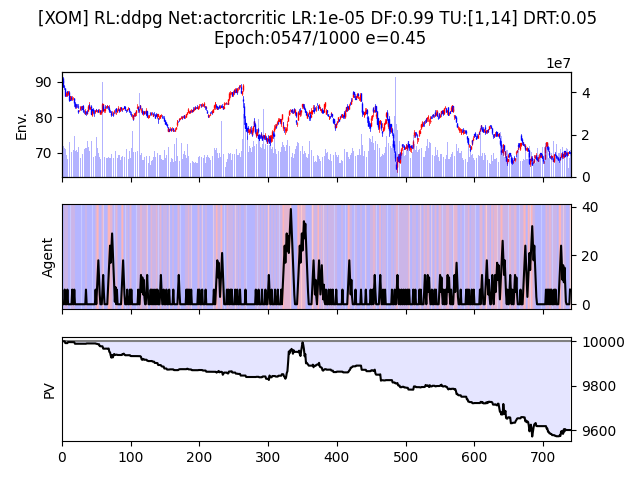 [XOM] RL:ddpg Net:actorcritic LR:1e-05 DF:0.99 TU:[1,14] DRT:0.05
Epoch:0547/1000 e=0.45
1e7
90
80
70
Env.
4
2
0
Agent
40
20
0
PV
10000
9800
9600
0 100 200 300 400 500 600 700